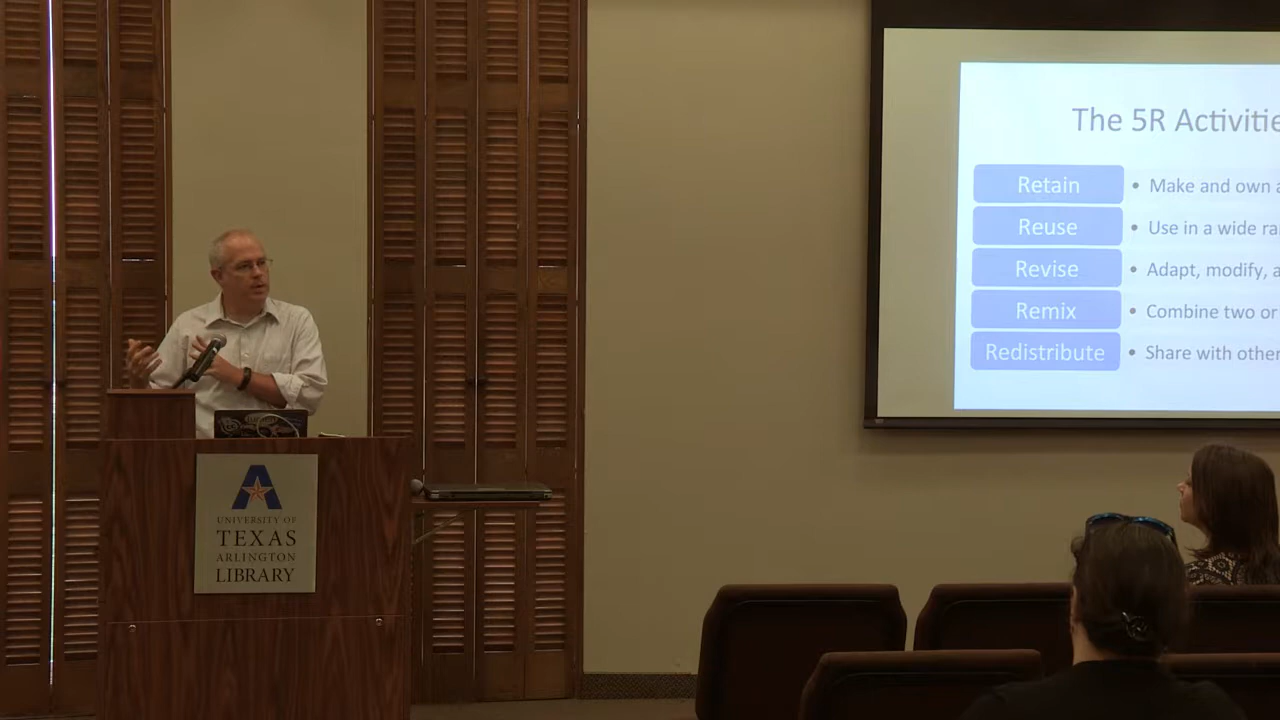 The 5R Activitie
Retain
• Make and own a
Reuse
• Use in a wide ra
Revise
• Adapt, modify, a
Remix
• Combine two or
Redistribute
• Share with other
A
UNIVERSITY OF
TEXAS
ARLINGTON
LIBRARY